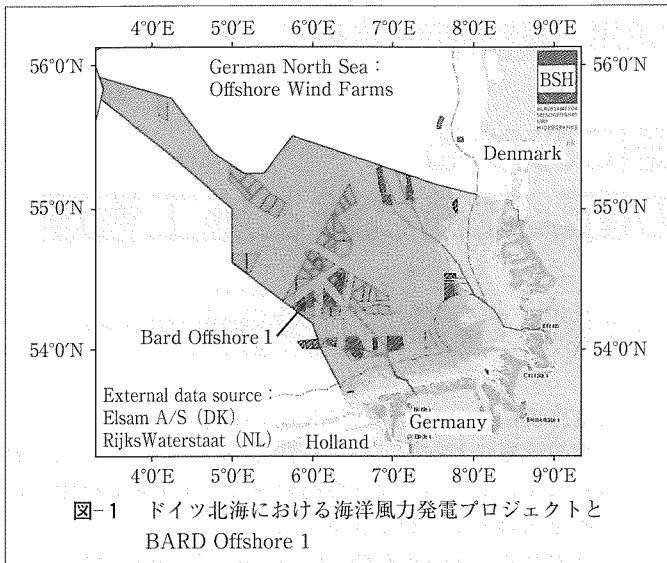 4°0′E 5°0′E 6°0′E 7°0′E 8°0′E 9°0′E
56°0′N
56°0′N
German North Sea：
Offshore Wind Farms
BSH
Denmark
55°0′N
55°0′N
Bard Offshore 1
54°0′N
54°0′N
External data source：
Elsam A/S (DK)
RijksWaterstaat (NL)
Holland
Germany
4°0′E 5°0′E 6°0′E 7°0′E 8°0′E 9°0′E
図-1 ドイツ北海における海洋風力発電プロジェクトと
BARD Offshore 1